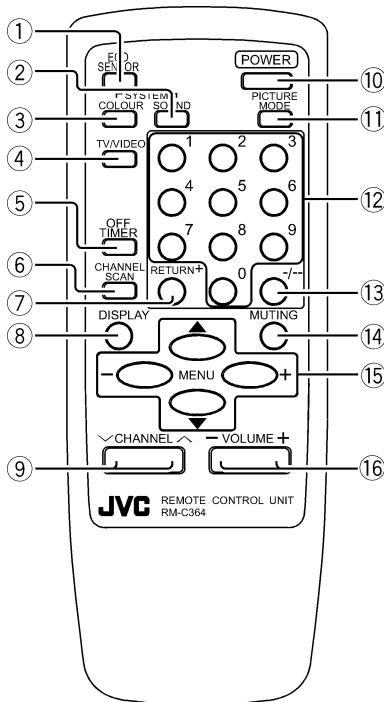 1
ECO
SENSOR
POWER
10
2
SYSTEM
COLOUR SOUND
PICTURE
MODE
3
11
4
TV/VIDEO
1 2 3
4 5 6
12
5
OFF
TIMER
7 8 9
6
CHANNEL
SCAN
RETURN+ 0 -/--
13
7
8
DISPLAY
MUTING
14
− MENU +
15
CHANNEL
− VOLUME +
9
16
JVC REMOTE CONTROL UNIT
RM-C364